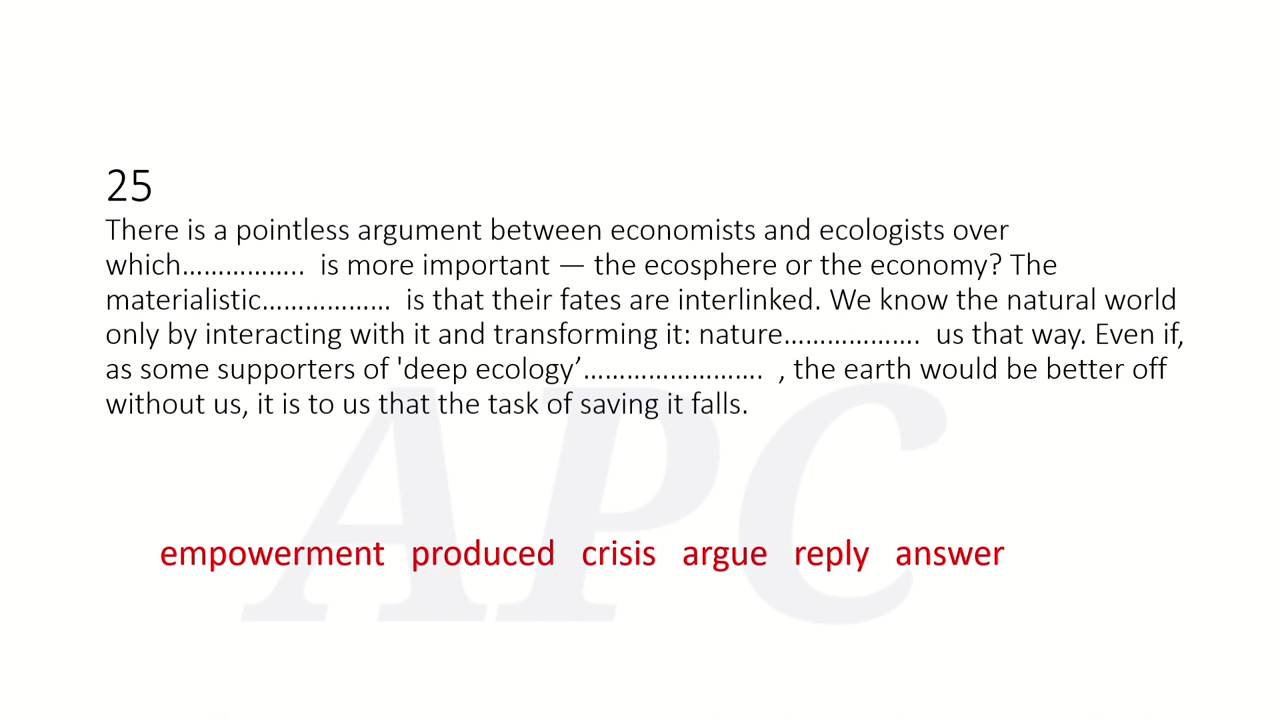 25
There is a pointless argument between economists and ecologists over
which…………….. is more important — the ecosphere or the economy? The
materialistic……………… is that their fates are interlinked. We know the natural world
only by interacting with it and transforming it: nature………………. us that way. Even if,
as some supporters of 'deep ecology’……………………. , the earth would be better off
without us, it is to us that the task of saving it falls.
APC
empowerment produced crisis argue reply answer